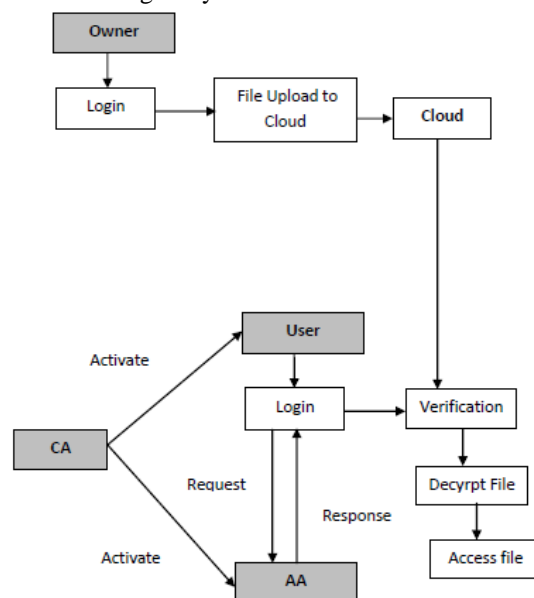 Owner
Login
File Upload to
Cloud
Cloud
User
Activate
Login
Verification
CA
Request
Decyrpt File
Response
Activate
Access file
AA